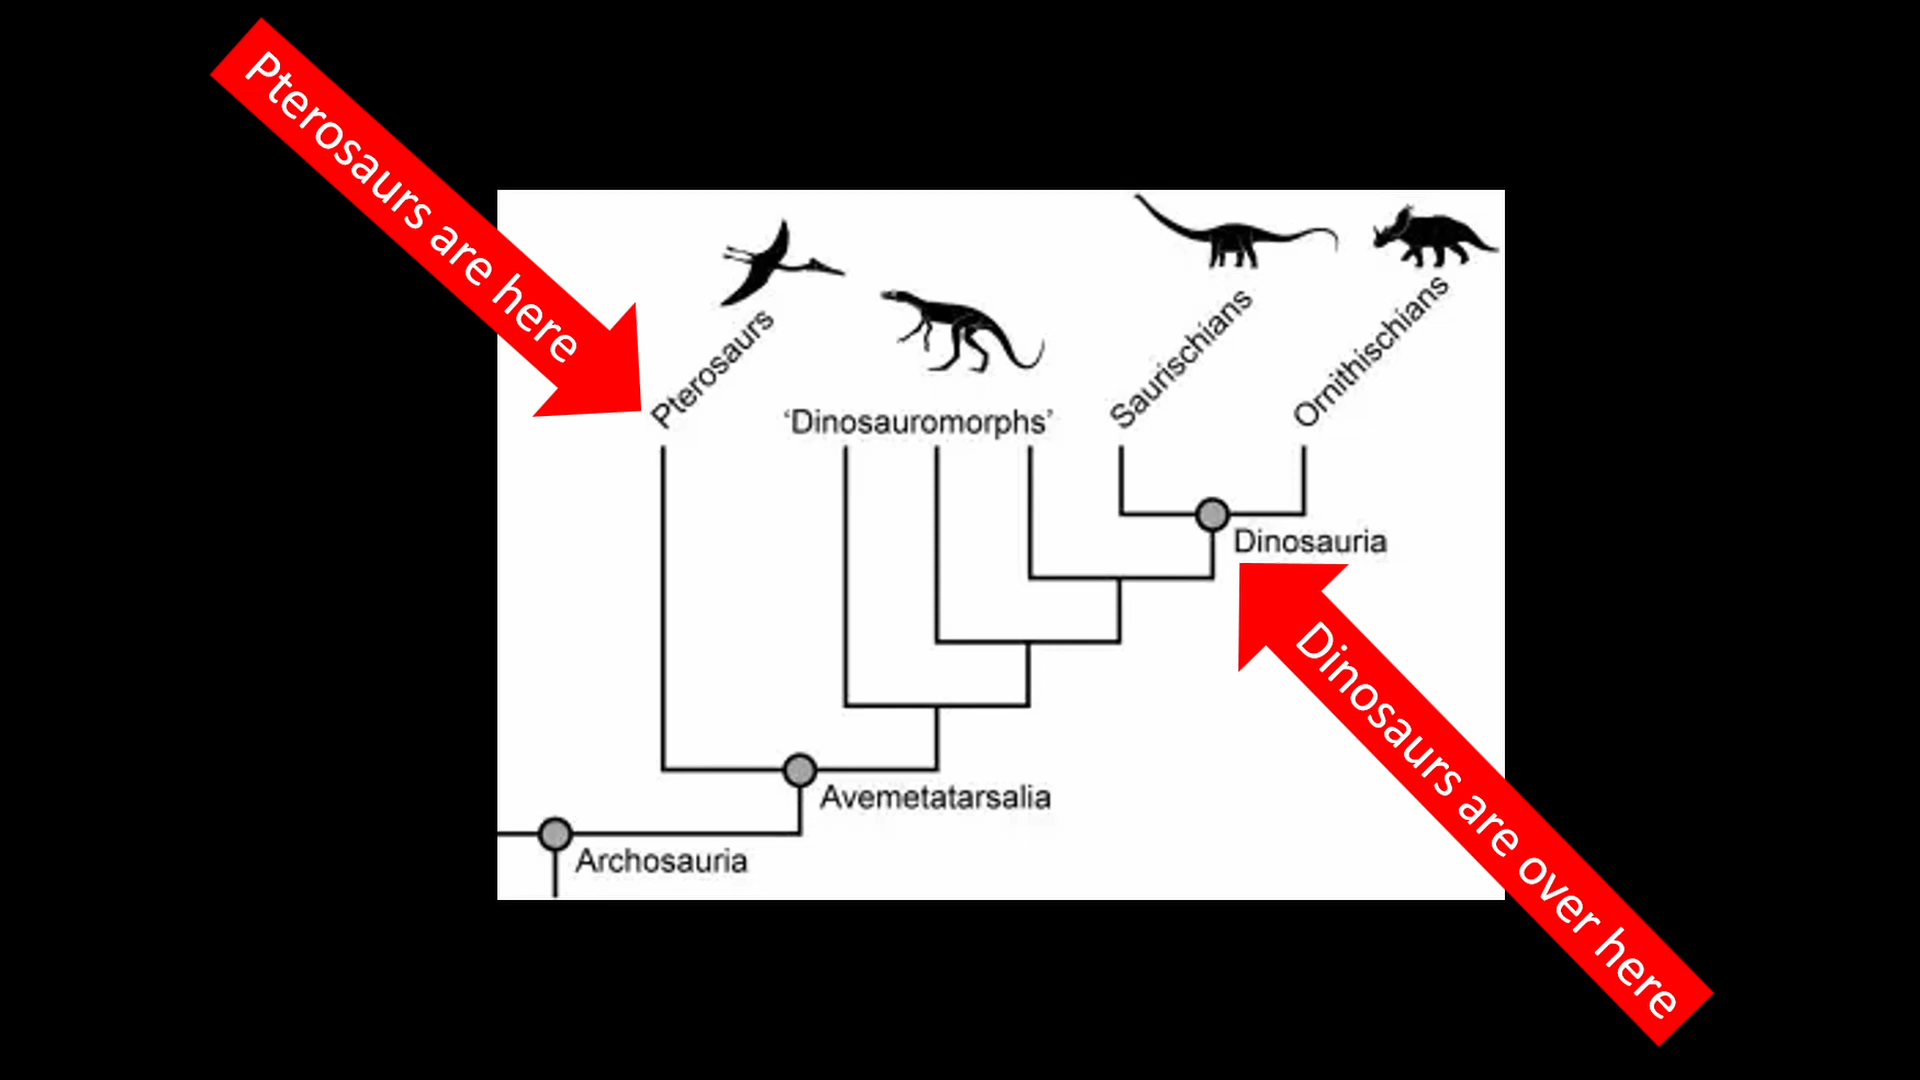 Pterosaurs are here
Pterosaurs
'Dinosauromorphs'
Saurischians
Ornithischians
Dinosauria
Avemetatarsalia
Archosauria
Dinosaurs are over here